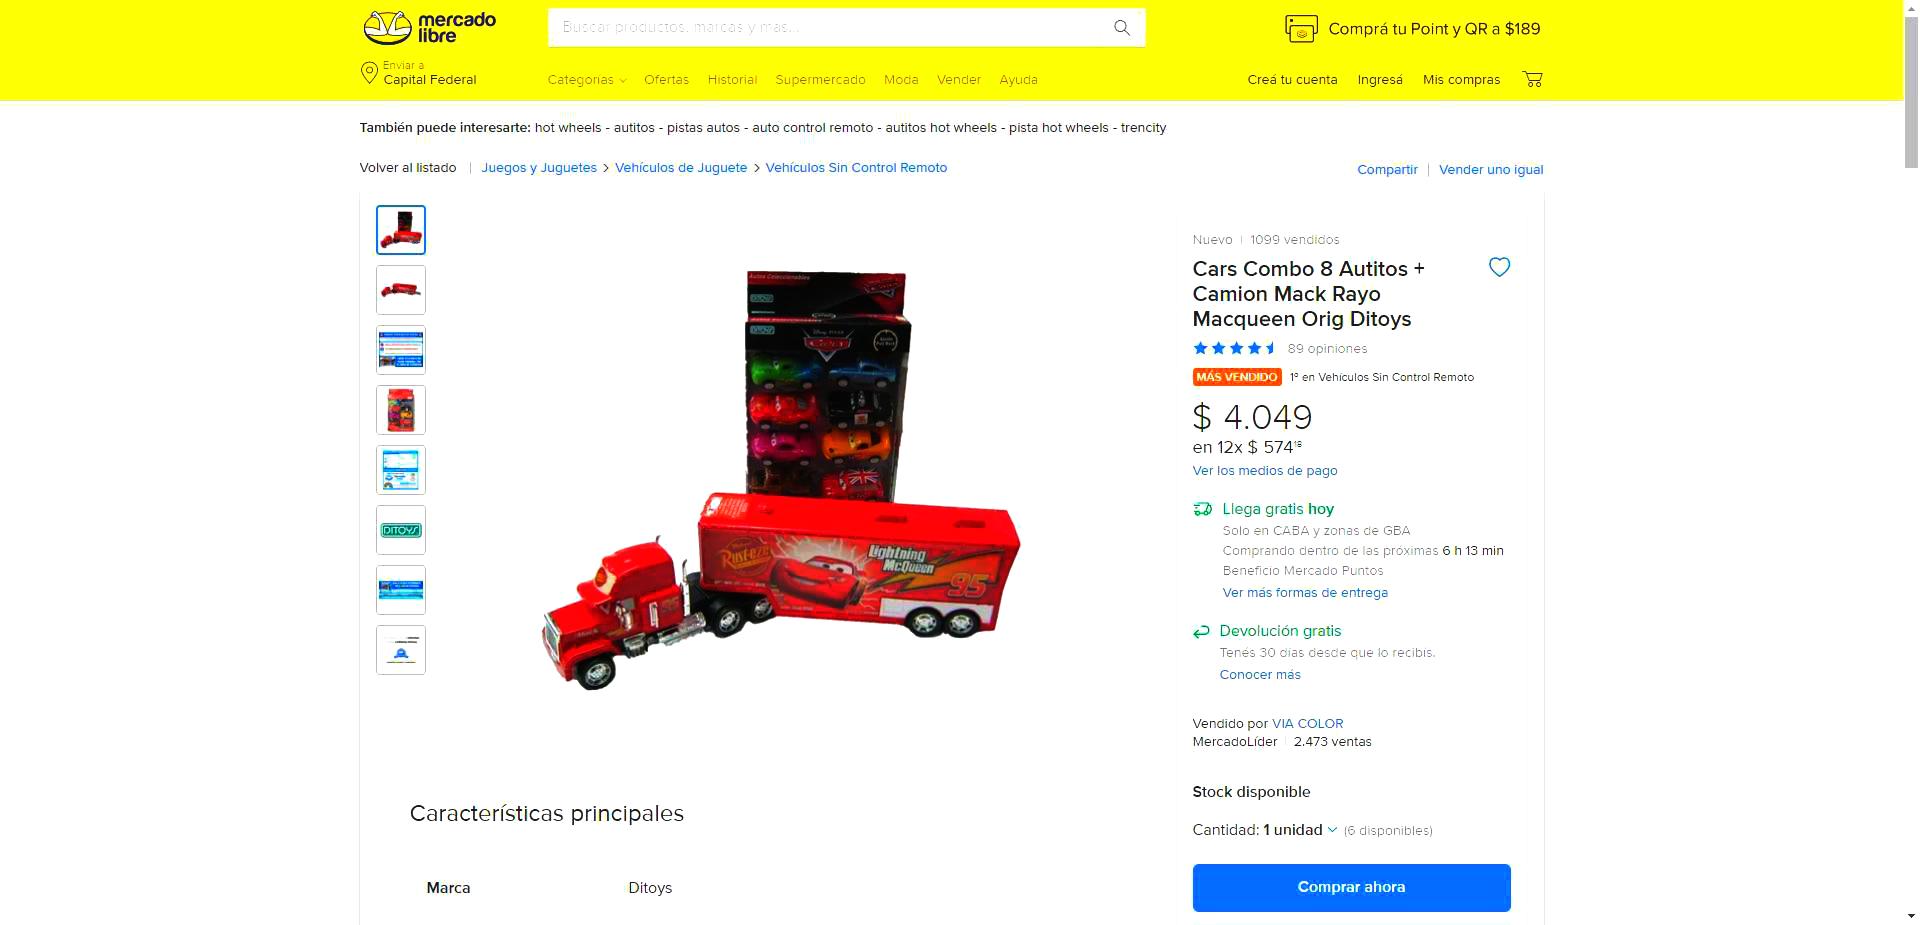 mercado
libre
Buscar productos, marcas y más...
Comprá tu Point y QR a $189
Enviar a
Capital Federal
Categorías
Ofertas
Historial
Supermercado
Moda
Vender
Ayuda
Creá tu cuenta
Ingresá
Mis compras
También puede interesarte: hot wheels - autitos - pistas autos - auto control remoto - autitos hot wheels - pista hot wheels - trencity
Volver al listado | Juegos y Juguetes > Vehículos de Juguete > Vehículos Sin Control Remoto
Compartir | Vender uno igual
Autos Coleccionables
DITOYS
Cars
Lightning
McQueen
95
Rust-eze
DITOYS
Nuevo | 1099 vendidos
Cars Combo 8 Autitos +
Camion Mack Rayo
Macqueen Orig Ditoys
89 opiniones
MÁS VENDIDO 1º en Vehículos Sin Control Remoto
$ 4.049
en 12x $ 574¹⁸
Ver los medios de pago
Llega gratis hoy
Solo en CABA y zonas de GBA
Comprando dentro de las próximas 6 h 13 min
Beneficio Mercado Puntos
Ver más formas de entrega
Devolución gratis
Tenés 30 días desde que lo recibís.
Conocer más
Vendido por VIA COLOR
MercadoLíder | 2.473 ventas
Stock disponible
Cantidad: 1 unidad (6 disponibles)
Comprar ahora
Características principales
Marca Ditoys